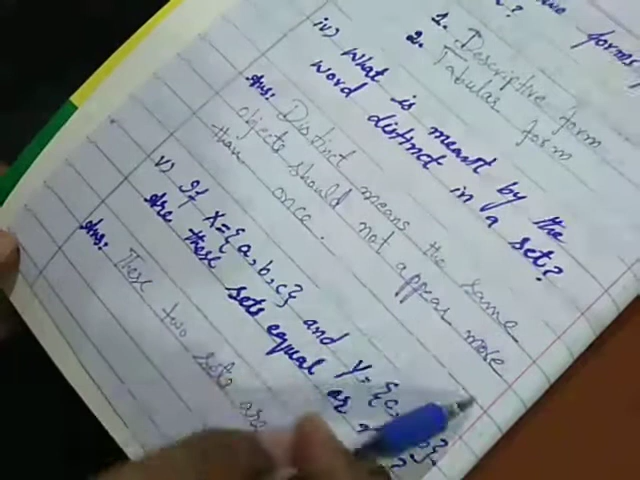 forms
1. Descriptive form
2. Tabular form
iv) What is meant by the
word distinct in a set?
Ans: Distinct means the same
objects should not appear more
than once.
v) If X={a,b,c} and Y={c,
Are these sets equal or
Ans: These two sets are